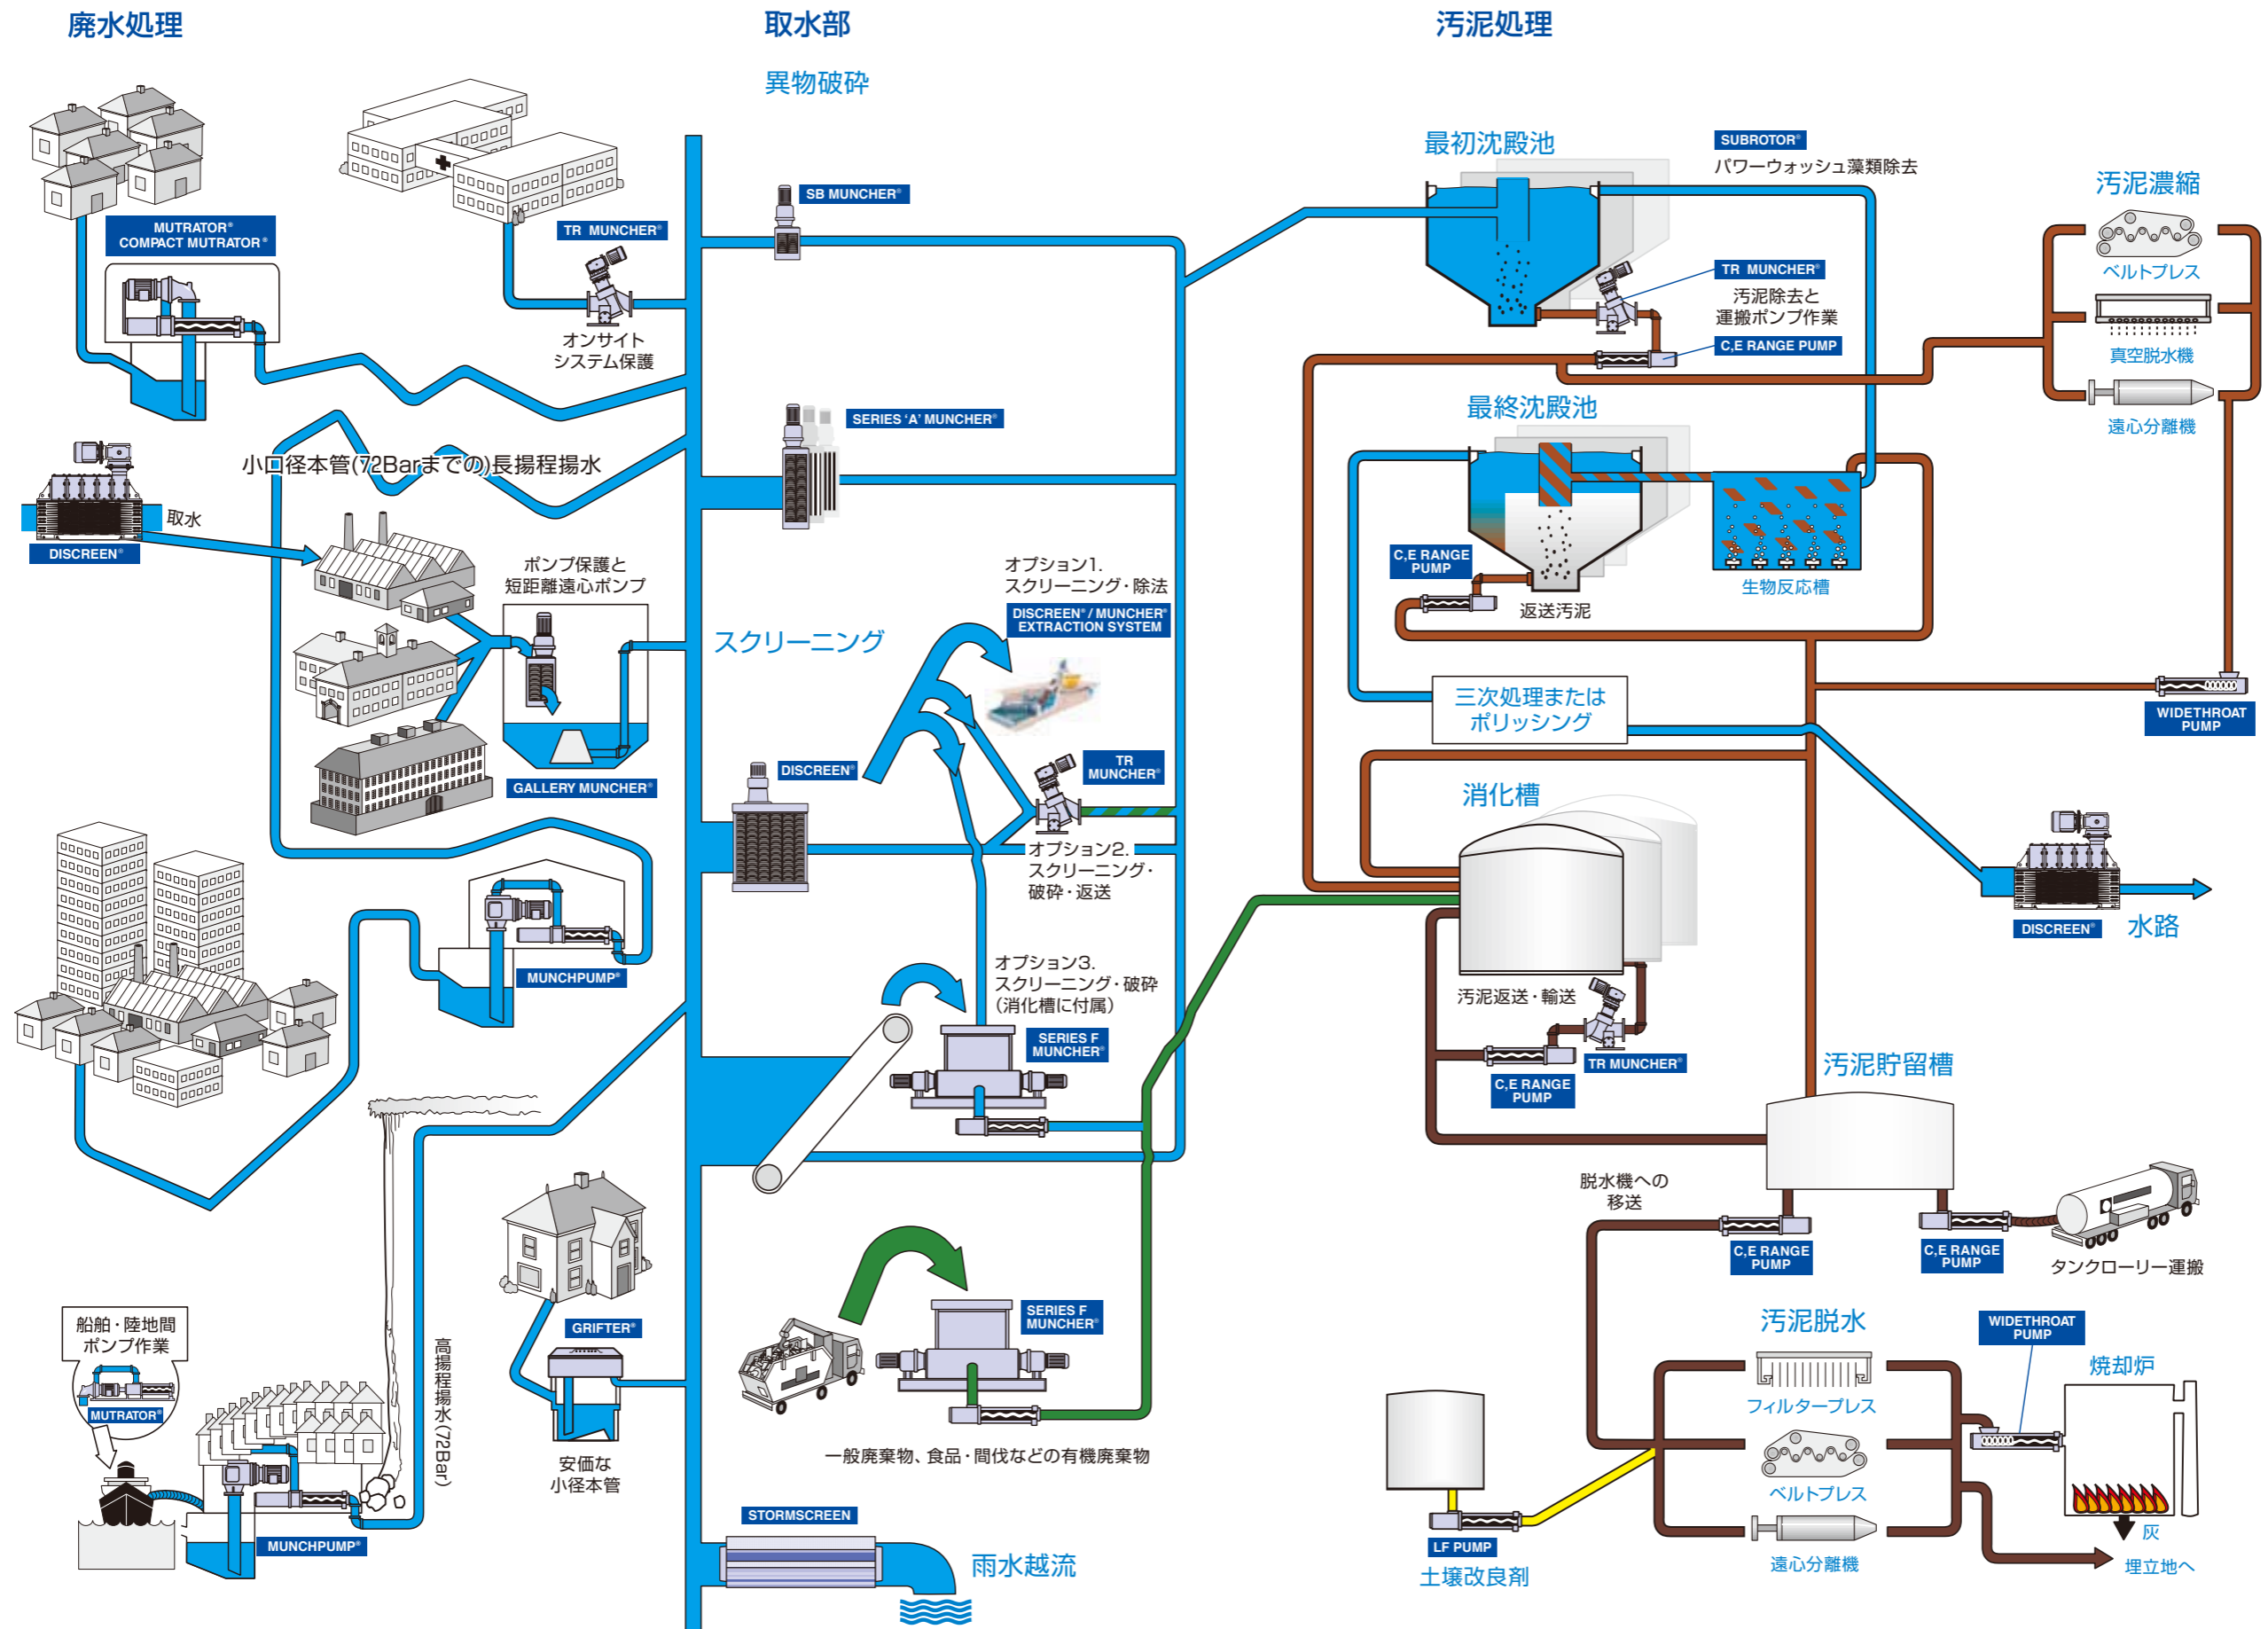 廃水処理
取水部
汚泥処理
異物破砕
MUTRATOR®
COMPACT MUTRATOR®
TR MUNCHER®
オンサイト
システム保護
小口径本管(72Barまでの)長揚程揚水
取水
DISCREEN®
ポンプ保護と
短距離遠心ポンプ
GALLERY MUNCHER®
MUNCHPUMP®
高揚程揚水(72Bar)
船舶・陸地間
ポンプ作業
MUTRATOR®
MUNCHPUMP®
GRIFTER®
安価な
小径本管
SB MUNCHER®
SERIES 'A' MUNCHER®
スクリーニング
オプション1.
スクリーニング・除法
DISCREEN® / MUNCHER®
EXTRACTION SYSTEM
DISCREEN®
TR
MUNCHER®
オプション2.
スクリーニング・
破砕・返送
オプション3.
スクリーニング・破砕
(消化槽に付属)
SERIES F
MUNCHER®
SERIES F
MUNCHER®
一般廃棄物、食品・間伐などの有機廃棄物
STORMSCREEN
雨水越流
最初沈殿池
SUBROTOR®
パワーウォッシュ藻類除去
TR MUNCHER®
汚泥除去と
運搬ポンプ作業
C,E RANGE PUMP
汚泥濃縮
ベルトプレス
真空脱水機
遠心分離機
最終沈殿池
C,E RANGE
PUMP
返送汚泥
生物反応槽
三次処理または
ポリッシング
WIDETHROAT
PUMP
消化槽
汚泥返送・輸送
TR MUNCHER®
C,E RANGE
PUMP
DISCREEN®
水路
汚泥貯留槽
脱水機への
移送
C,E RANGE
PUMP
C,E RANGE
PUMP
タンクローリー運搬
汚泥脱水
フィルタープレス
ベルトプレス
遠心分離機
WIDETHROAT
PUMP
焼却炉
灰
埋立地へ
LF PUMP
土壌改良剤